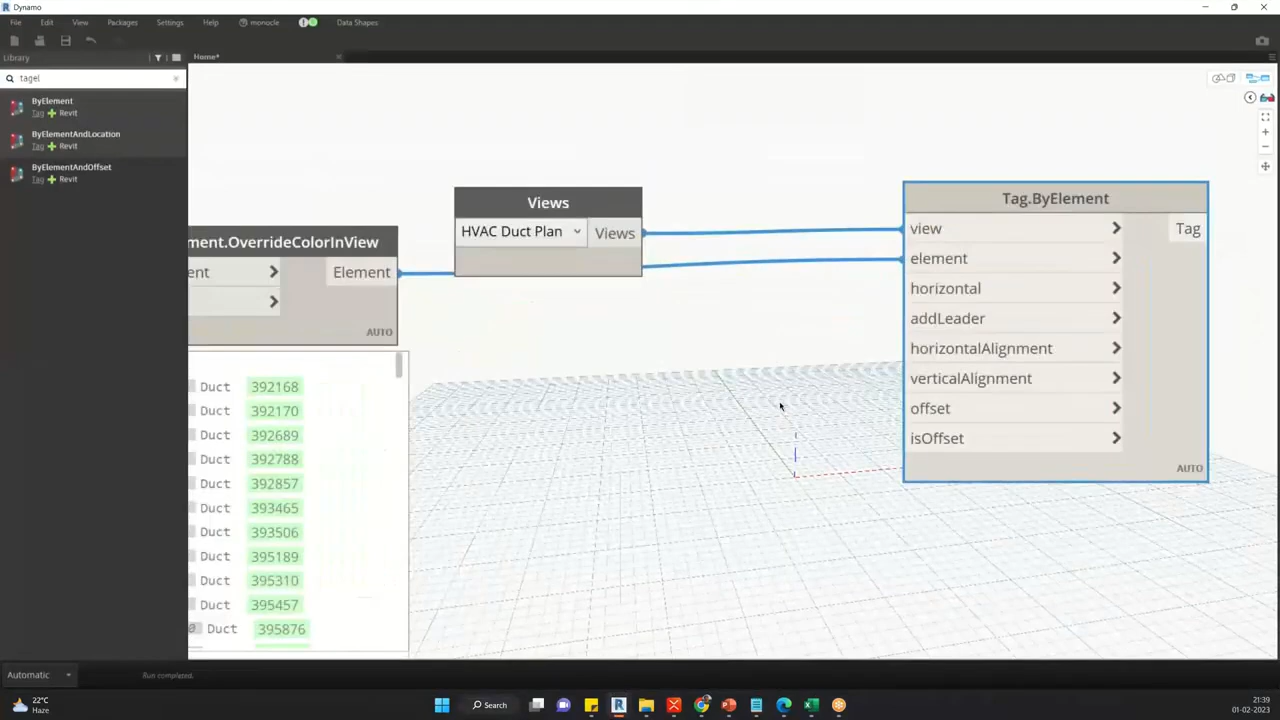 Dynamo
File Edit View Packages Settings Help monocle Data Shapes
Library
Home*
tagel
ByElement
Tag Revit
ByElementAndLocation
Tag Revit
ByElementAndOffset
Tag Revit
ment.OverrideColorInView
ent
Element
AUTO
Duct 392168
Duct 392170
Duct 392689
Duct 392788
Duct 392857
Duct 393465
Duct 393506
Duct 395189
Duct 395310
Duct 395457
0 Duct 395876
Views
HVAC Duct Plan Views
Tag.ByElement
view Tag
element
horizontal
addLeader
horizontalAlignment
verticalAlignment
offset
isOffset
AUTO
Automatic Run completed.
22°C
Haze
Search
21:39
01-02-2023